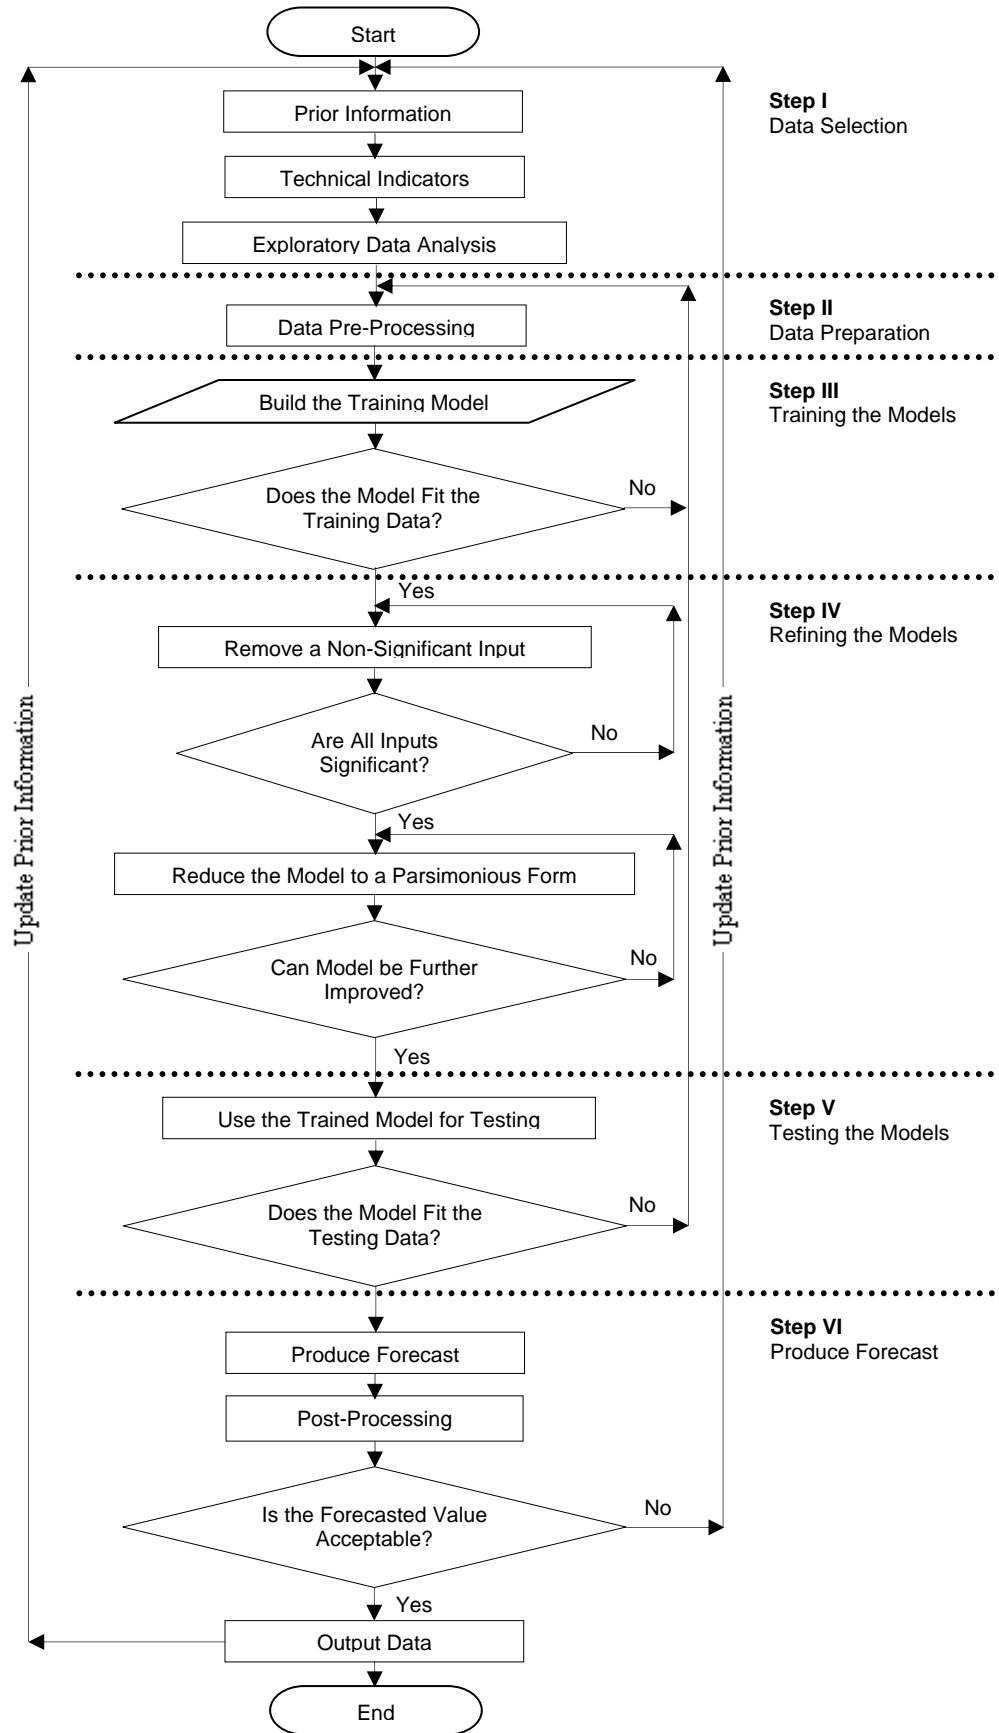 Start
Step I
Data Selection
Prior Information
Technical Indicators
Exploratory Data Analysis
Step II
Data Preparation
Data Pre-Processing
Step III
Training the Models
Build the Training Model
Does the Model Fit the
Training Data?
No
Yes
Step IV
Refining the Models
Remove a Non-Significant Input
Are All Inputs
Significant?
No
Yes
Update Prior Information
Update Prior Information
Reduce the Model to a Parsimonious Form
Can Model be Further
Improved?
No
Yes
Step V
Testing the Models
Use the Trained Model for Testing
Does the Model Fit the
Testing Data?
No
Step VI
Produce Forecast
Produce Forecast
Post-Processing
Is the Forecasted Value
Acceptable?
No
Yes
Output Data
End